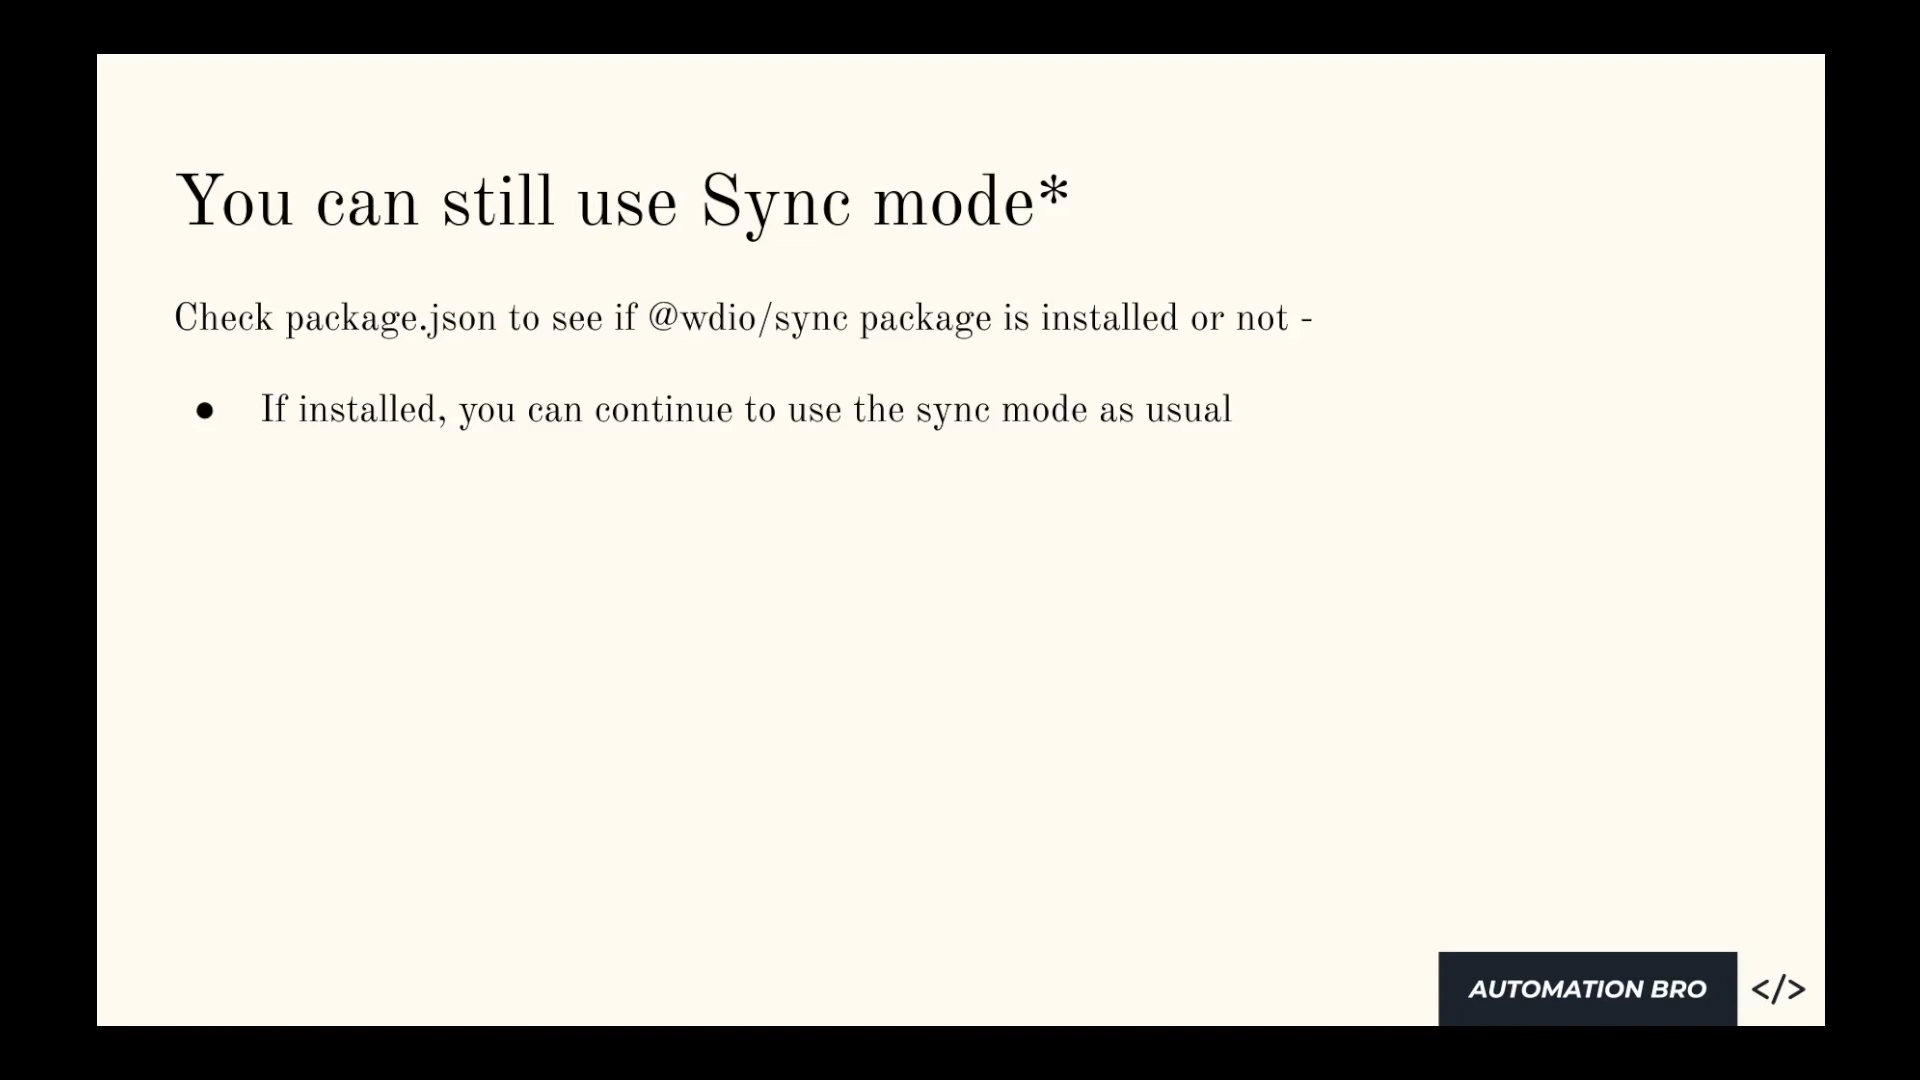 You can still use Sync mode*
Check package.json to see if @wdio/sync package is installed or not -
● If installed, you can continue to use the sync mode as usual
AUTOMATION BRO </>